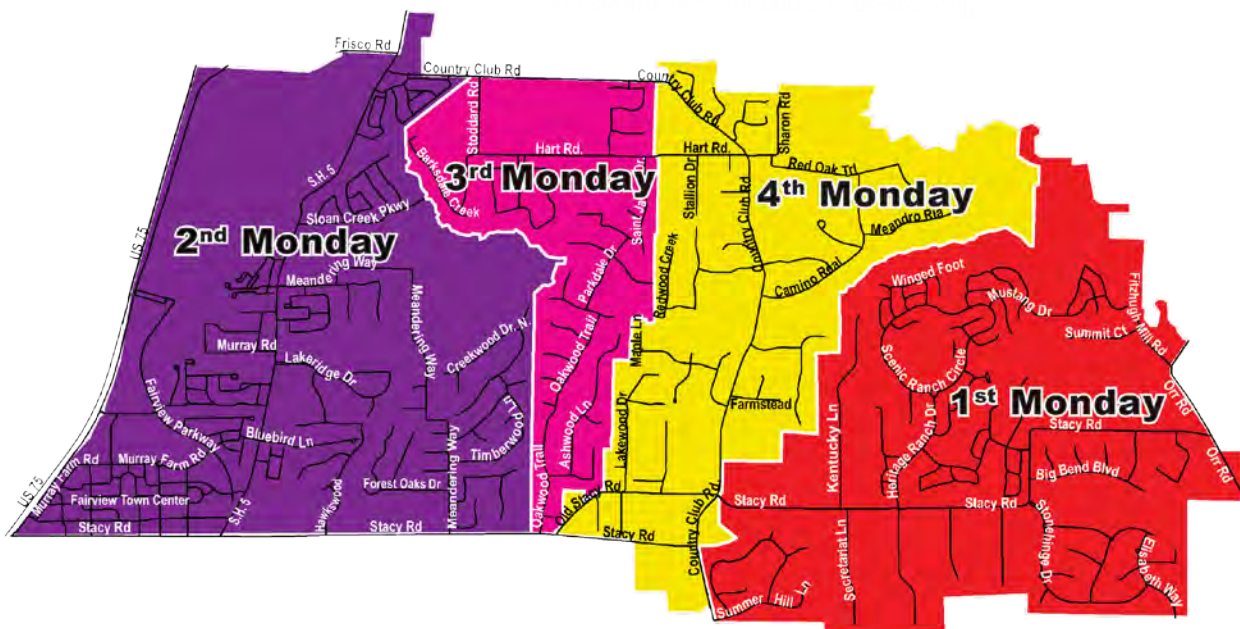 Frisco Rd
Country Club Rd
Country Club Rd
Stoddard Rd
Sharon Rd
Hart Rd.
Hart Rd.
Red Oak Trl
Barksdale Creek
S.H. 5
Sloan Creek Pkwy
3rd Monday
Stallion Dr
4th Monday
Country Club Rd
Meandro Ria
2nd Monday
US 75
Meandering Way
Parkdale Dr
Redwood Creek
Camino Real
Winged Foot
Mustang Dr
Fitzhugh Mill Rd
Summit Ct
Meandering Way
Creekwood Dr. N.
Murray Rd
Lakeridge Dr
Oakwood Trail
Maple Ln
Scenic Ranch Circle
1st Monday
Orr Rd
Fairview Parkway
Timberwood Ln
Farmstead
Bluebird Ln
Ashwood Ln
Lakewood Dr
Kentucky Ln
Heritage Ranch Dr
Stacy Rd
Murray Farm Rd
Murray Farm Rd
Meandering Way
Big Bend Blvd
Orr Rd
US 75
Fairview Town Center
Forest Oaks Dr
Hawkswood
Oakwood Trail
Old Stacy Rd
Country Club Rd
Stacy Rd
Stacy Rd
Stacy Rd
S.H. 5
Stacy Rd
Stacy Rd
Secretariat Ln
Stonehinge Dr
Elisabeth Way
Summer Hill Ln